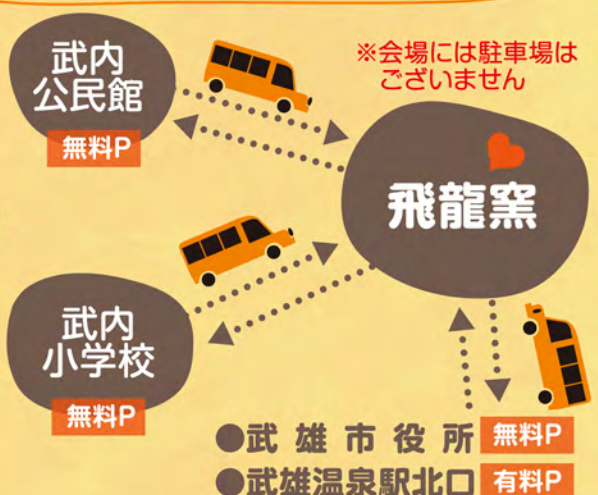 武内
公民館
無料P
※会場には駐車場は
ございません
飛龍窯
武内
小学校
無料P
●武雄市役所 無料P
●武雄温泉駅北口 有料P